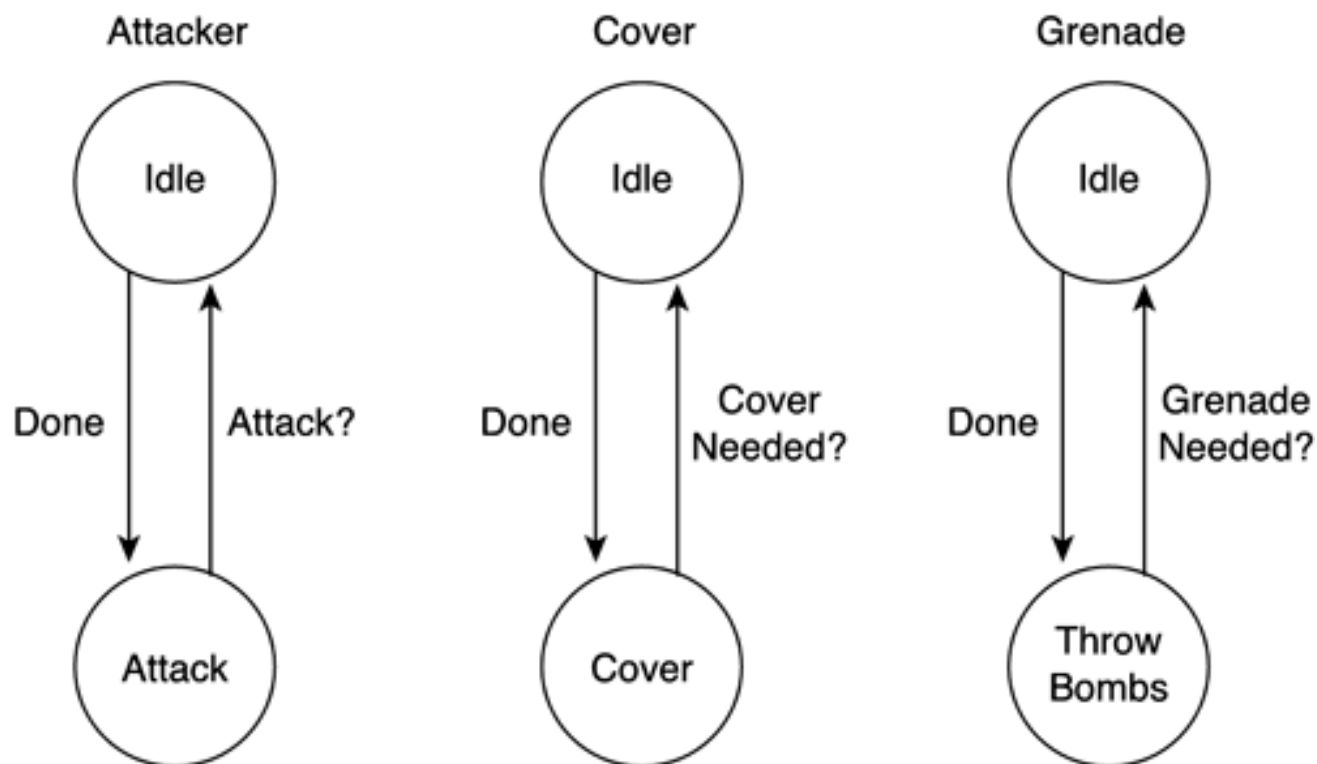 Attacker
Cover
Grenade
Idle
Idle
Idle
Done
Attack?
Done
Cover
Needed?
Done
Grenade
Needed?
Attack
Cover
Throw
Bombs